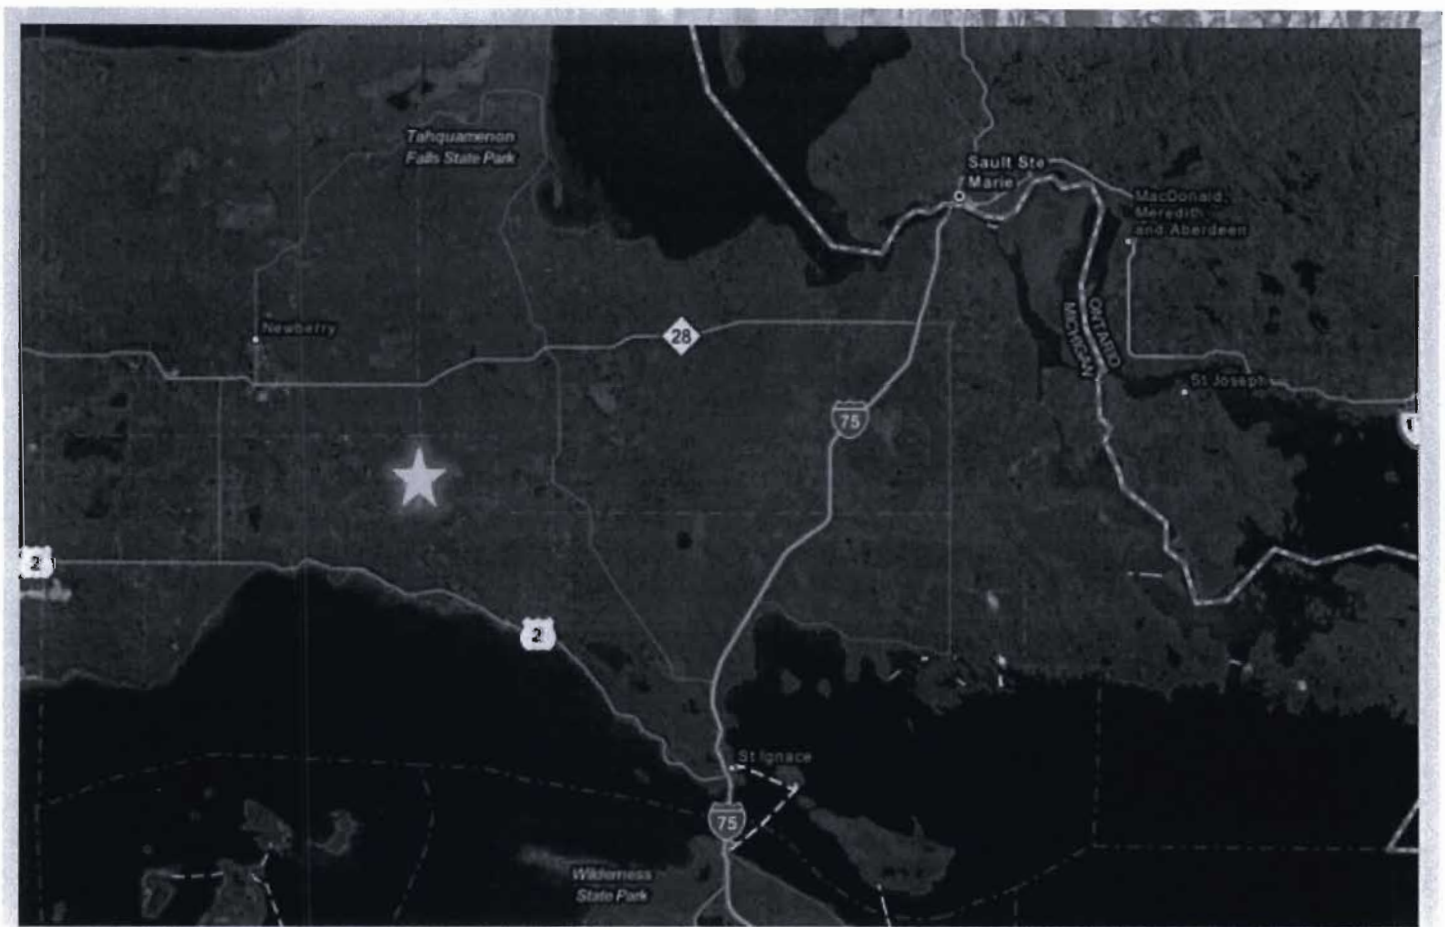 Tahquamenon
Falls State Park
Sault Ste
Marie
MacDonald,
Meredith
and Aberdeen
Newberry
28
ONTARIO
MICHIGAN
75
St Joseph
2
2
St Ignace
75
Wilderness
State Park